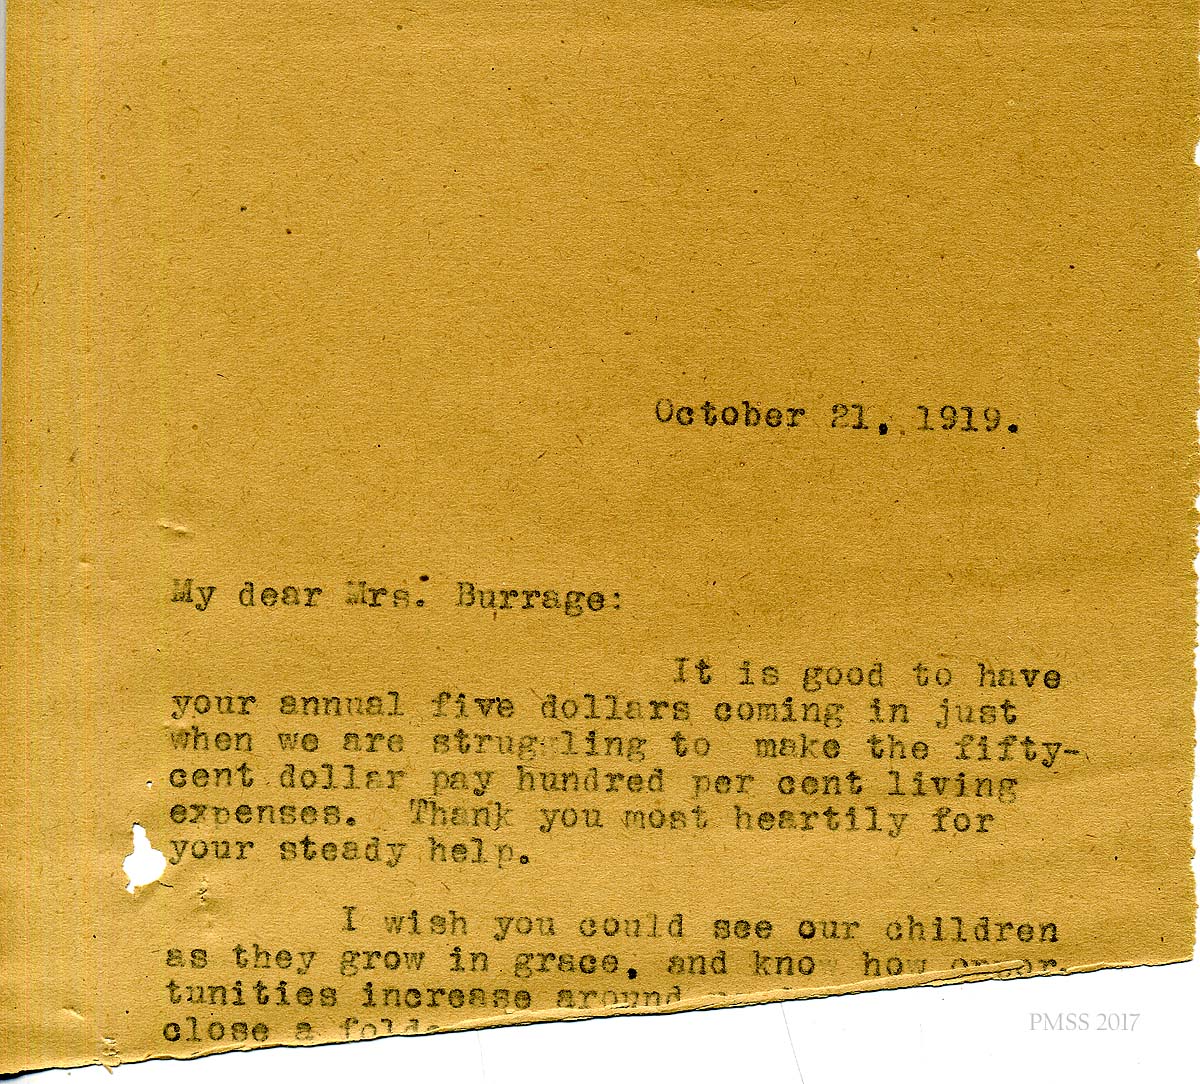 October 21, 1919.
My dear Mrs. Burrage:
It is good to have
your annual five dollars coming in just
when we are struggling to make the fifty-
cent dollar pay hundred per cent living
expenses. Thank you most heartily for
your steady help.
I wish you could see our children
as they grow in grace, and know how
tunities increase around
close a
PMSS 2017